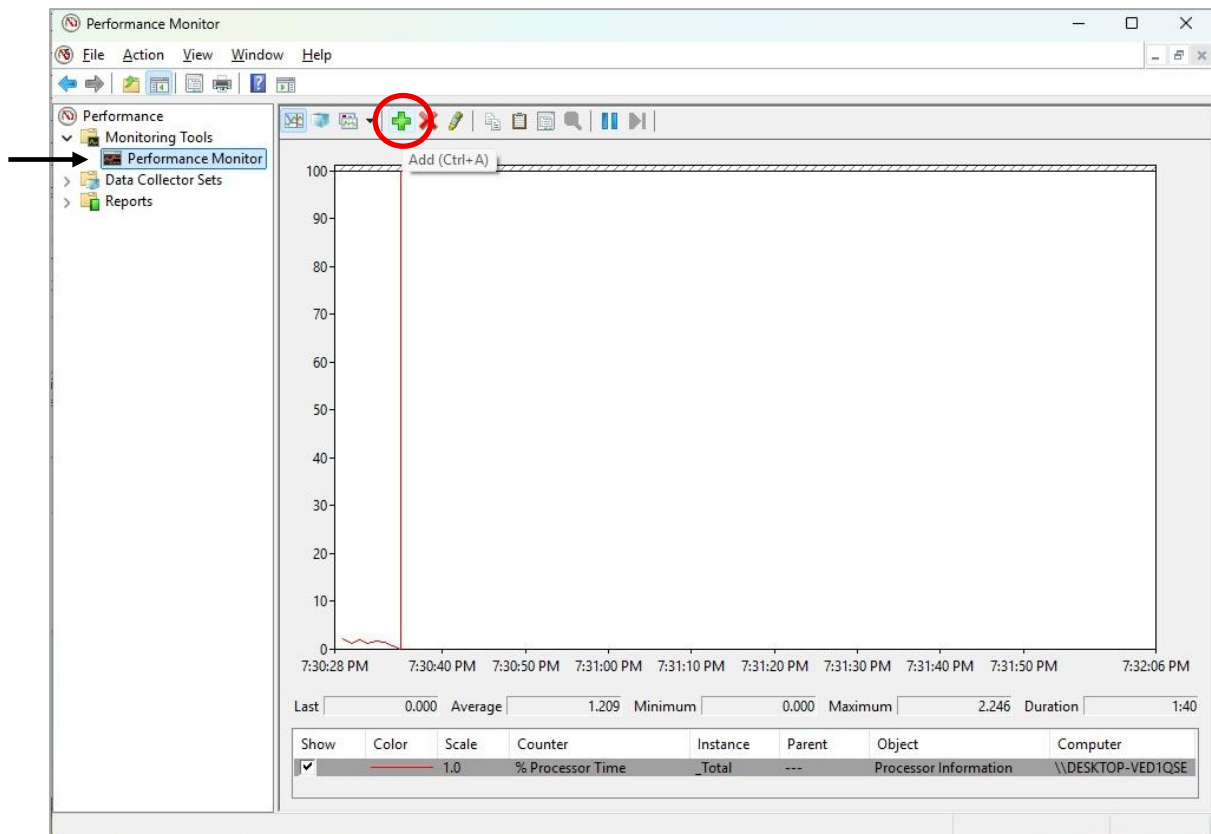 Performance Monitor
File Action View Window Help
Performance
Monitoring Tools
Performance Monitor
Data Collector Sets
Reports
Add (Ctrl+A)
100
90
80
70
60
50
40
30
20
10
0
7:30:28 PM 7:30:40 PM 7:30:50 PM 7:31:00 PM 7:31:10 PM 7:31:20 PM 7:31:30 PM 7:31:40 PM 7:31:50 PM 7:32:06 PM
Last 0.000 Average 1.209 Minimum 0.000 Maximum 2.246 Duration 1:40
Show Color Scale Counter Instance Parent Object Computer
1.0 % Processor Time _Total --- Processor Information \\DESKTOP-VED1QSE